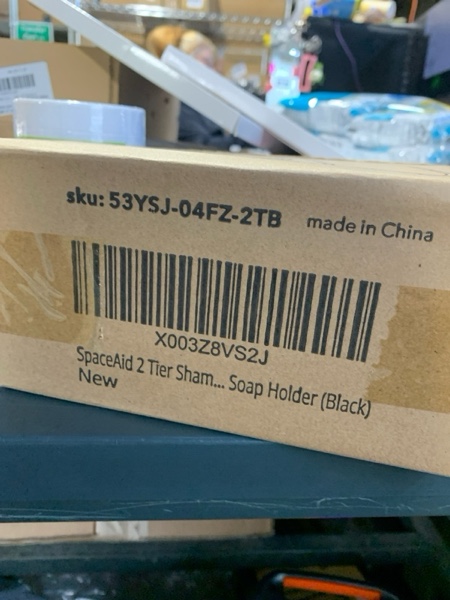 sku: 53YSJ-04FZ-2TB made in China
X003Z8VS2J
SpaceAid 2 Tier Sham... Soap Holder (Black)
New